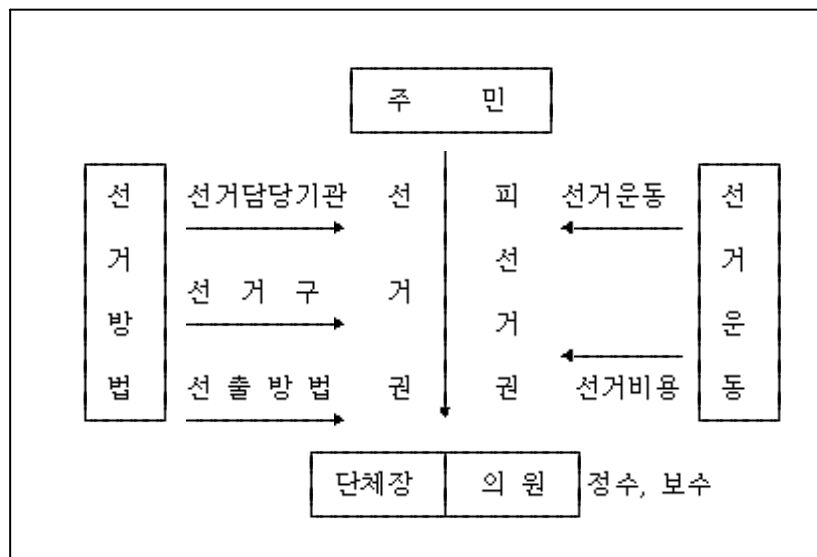 주 민
선거방법
선거담당기관
선 거 구
선 출 방 법
선거권
피선거권
선거운동
선거비용
선거운동
단체장
의 원
정수, 보수